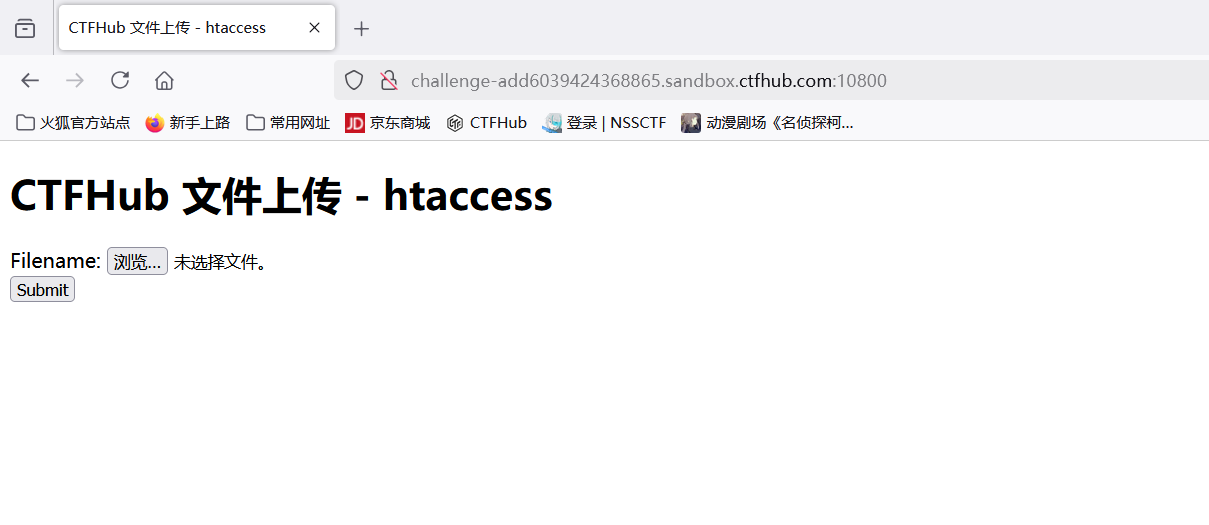 CTFHub 文件上传 - htaccess
challenge-add6039424368865.sandbox.ctfhub.com:10800
火狐官方站点 新手上路 常用网址 JD 京东商城 CTFHub 登录 | NSSCTF 动漫剧场《名侦探柯...
CTFHub 文件上传 - htaccess
Filename: 浏览... 未选择文件。
Submit